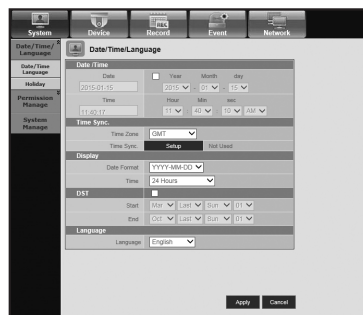 System Device Record Event Network
Date/Time/
Language
Date/Time
Language
Holiday
Permission
Manage
System
Manage
Date/Time/Language
Date /Time
Date Year Month day
2015-01-15 2015 - 01 - 15
Time Hour Min sec
11:40:17 11 40 10 AM
Time Sync.
Time Zone GMT
Time Sync. Setup Not Used
Display
Date Format YYYY-MM-DD
Time 24 Hours
DST
Start Mar Last Sun 01
End Oct Last Sun 01
Language
Language English
Apply Cancel